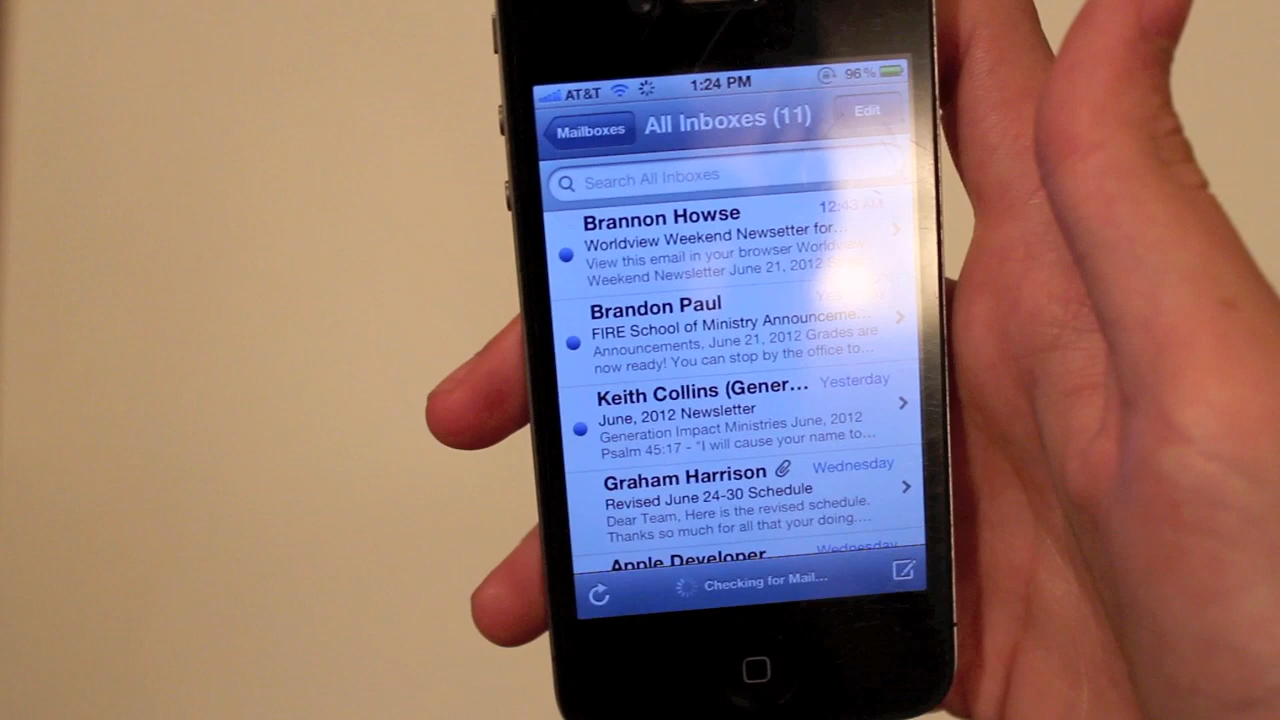 AT&T 1:24 PM 96%
Mailboxes All Inboxes (11) Edit
Search All Inboxes
Brannon Howse 12:43 AM
Worldview Weekend Newsetter for...
View this email in your browser Worldview
Weekend Newsletter June 21, 2012
Brandon Paul
FIRE School of Ministry Announceme...
Announcements, June 21, 2012 Grades are
now ready! You can stop by the office to...
Keith Collins (Gener... Yesterday
June, 2012 Newsletter
Generation Impact Ministries June, 2012
Psalm 45:17 - "I will cause your name to...
Graham Harrison Wednesday
Revised June 24-30 Schedule
Dear Team, Here is the revised schedule.
Thanks so much for all that your doing....
Apple Developer Wednesday
Checking for Mail...